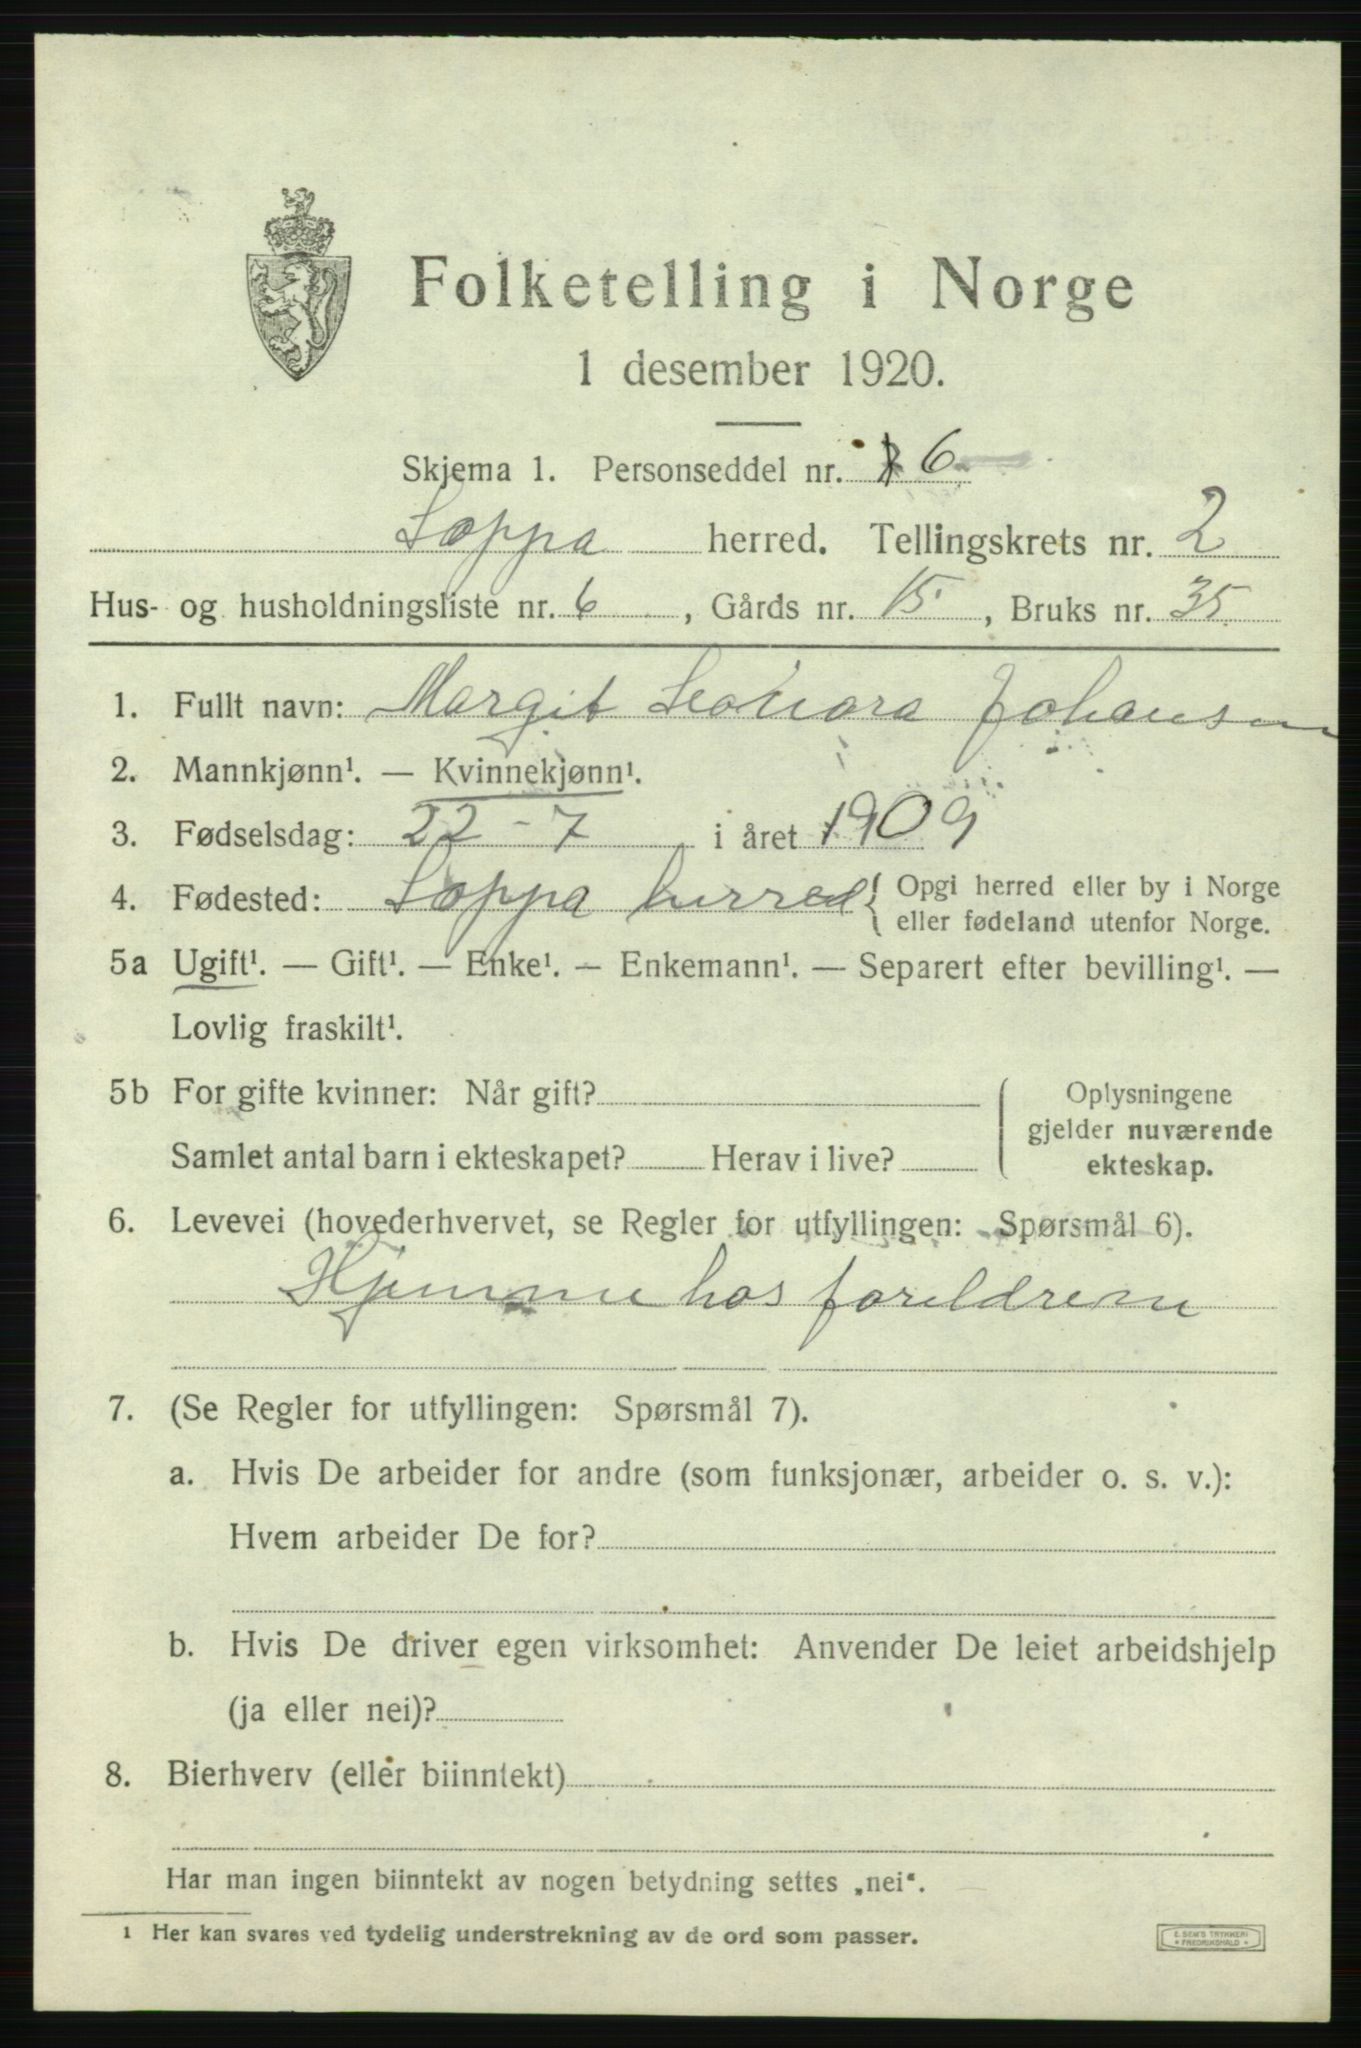 Folketelling i Norge
1 desember 1920.
Skjema 1. Personseddel nr. 6
Loppa herred. Tellingskrets nr. 2
Hus- og husholdningsliste nr. 6, Gårds nr. 15, Bruks nr. 35
1. Fullt navn: Margit Leonora Johansen
2. Mannkjønn¹. — Kvinnekjønn¹.
3. Fødselsdag: 22 - 7 i året 1909
4. Fødested: Loppa herred { Opgi herred eller by i Norge
eller fødeland utenfor Norge.
5a Ugift¹. — Gift¹. — Enke¹. — Enkemann¹. — Separert efter bevilling¹. —
Lovlig fraskilt¹.
5b For gifte kvinner: Når gift?
Samlet antal barn i ekteskapet? Herav i live?
Oplysningene
gjelder nuværende
ekteskap.
6. Levevei (hovederhvervet, se Regler for utfyllingen: Spørsmål 6).
Hjemme hos foreldrene
7. (Se Regler for utfyllingen: Spørsmål 7).
a. Hvis De arbeider for andre (som funksjonær, arbeider o. s. v.):
Hvem arbeider De for?
b. Hvis De driver egen virksomhet: Anvender De leiet arbeidshjelp
(ja eller nei)?
8. Bierhverv (eller biinntekt)
Har man ingen biinntekt av nogen betydning settes „nei".
1 Her kan svares ved tydelig understrekning av de ord som passer.
E. SEM'S TRYKKERI
* FREDRIKSHALD *